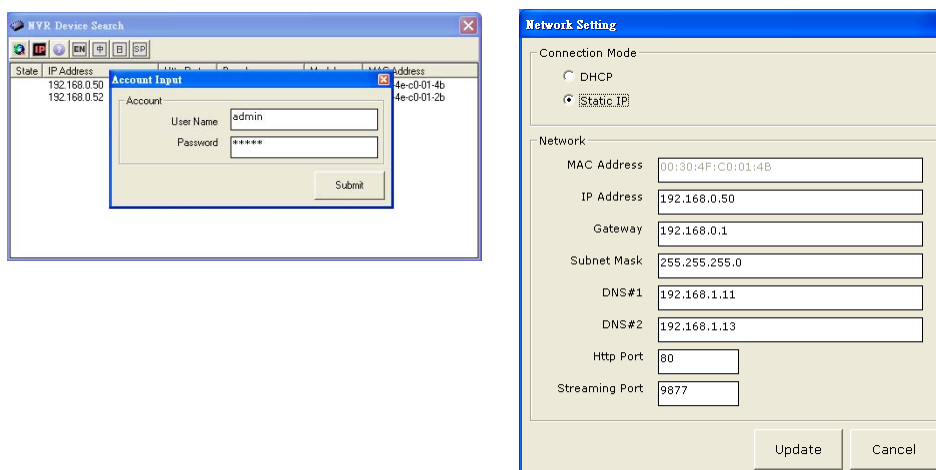 NVR Device Search
IP EN 中 日 SP
State IP Address MAC Address
192.168.0.50 -4e-c0-01-4b
192.168.0.52 -4e-c0-01-2b
Account Input
Account
User Name admin
Password *****
Submit
Network Setting
Connection Mode
DHCP
Static IP
Network
MAC Address 00:30:4F:C0:01:4B
IP Address 192.168.0.50
Gateway 192.168.0.1
Subnet Mask 255.255.255.0
DNS#1 192.168.1.11
DNS#2 192.168.1.13
Http Port 80
Streaming Port 9877
Update Cancel